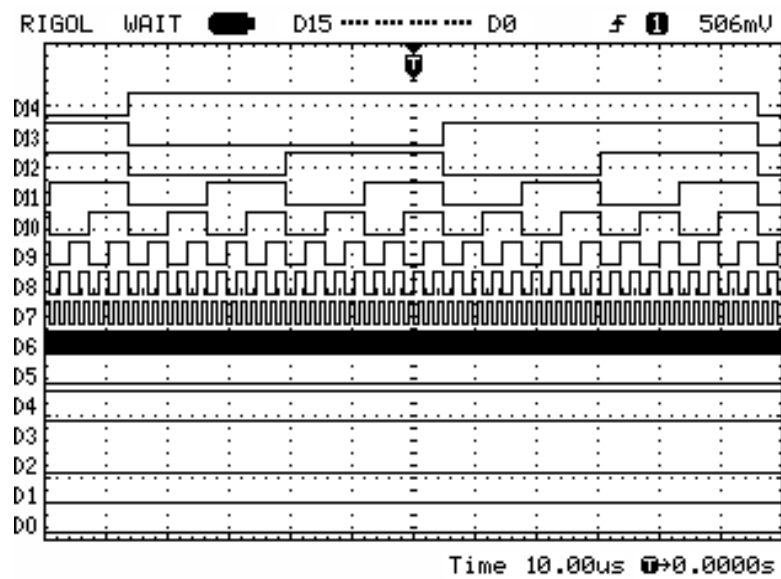 RIGOL WAIT D15 D0 1 506mV
T
D14
D13
D12
D11
D10
D9
D8
D7
D6
D5
D4
D3
D2
D1
D0
Time 10.00us T→0.0000s